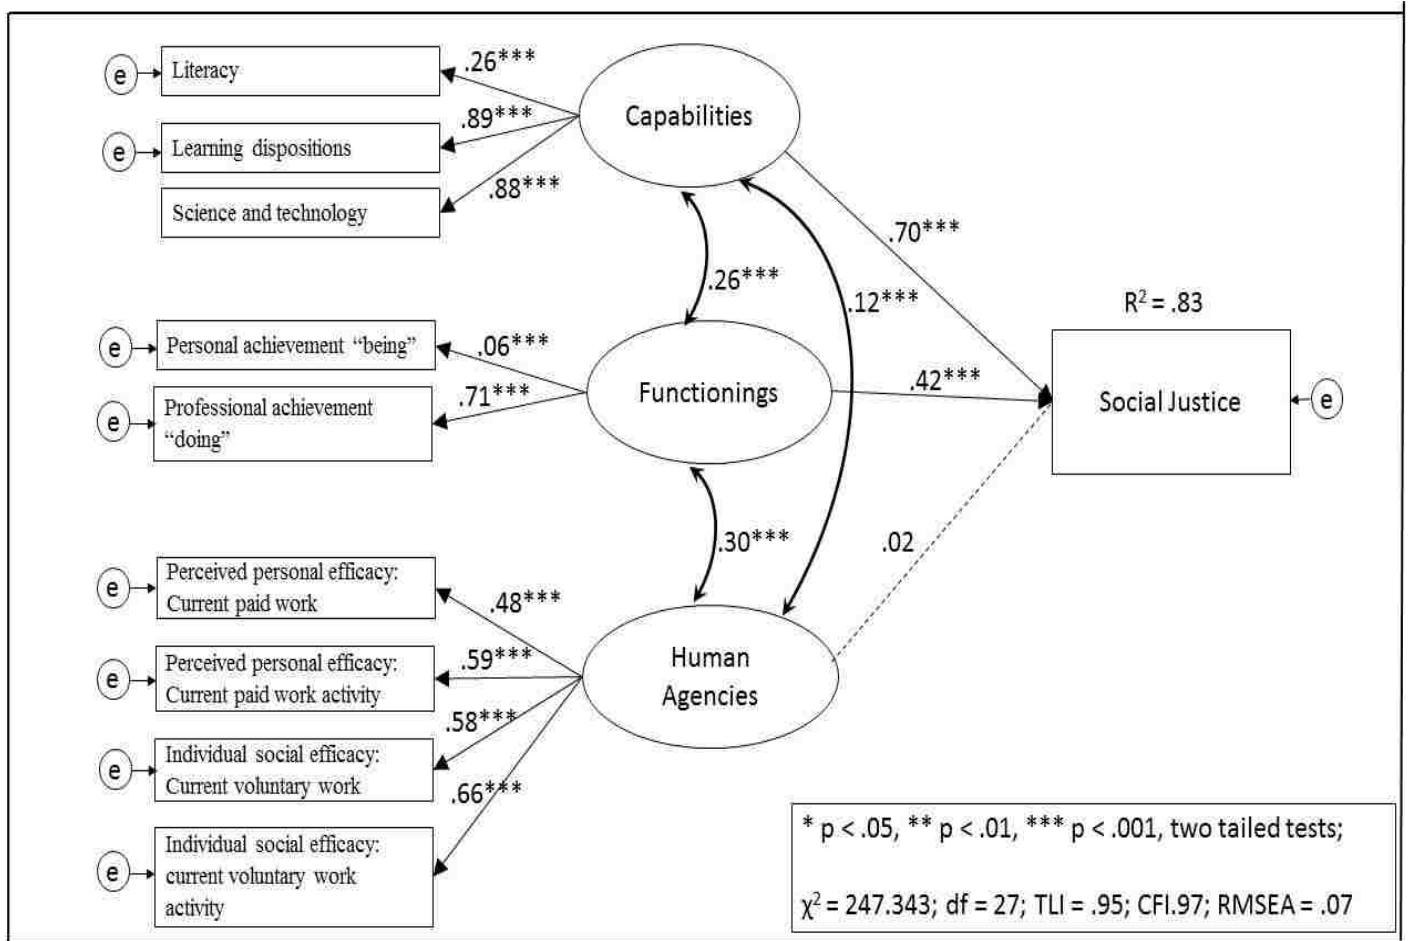 e
Literacy
.26***
Capabilities
e
Learning dispositions
.89***
Science and technology
.88***
.70***
.26***
.12***
R² = .83
e
Personal achievement “being”
.06***
Functionings
.42***
Social Justice
e
e
Professional achievement
“doing”
.71***
.30***
.02
e
Perceived personal efficacy:
Current paid work
.48***
Human
Agencies
e
Perceived personal efficacy:
Current paid work activity
.59***
e
Individual social efficacy:
Current voluntary work
.58***
e
Individual social efficacy:
current voluntary work
activity
.66***
* p < .05, ** p < .01, *** p < .001, two tailed tests;
χ² = 247.343; df = 27; TLI = .95; CFI.97; RMSEA = .07